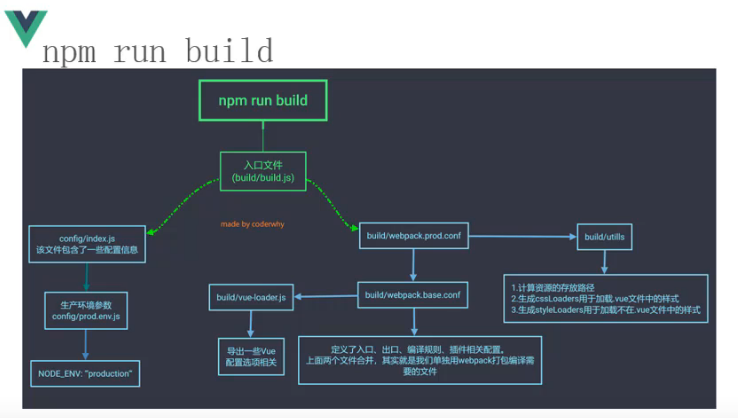 npm run build
npm run build
入口文件
(build/build.js)
made by coderwhy
config/index.js
该文件包含了一些配置信息
build/webpack.prod.conf
build/utills
生产环境参数
config/prod.env.js
build/vue-loader.js
build/webpack.base.conf
1.计算资源的存放路径
2.生成cssLoaders用于加载.vue文件中的样式
3.生成styleLoaders用于加载不在.vue文件中的样式
NODE_ENV: "production"
导出一些Vue
配置选项相关
定义了入口、出口、编译规则、插件相关配置。
上面两个文件合并，其实就是我们单独用webpack打包编译需
要的文件